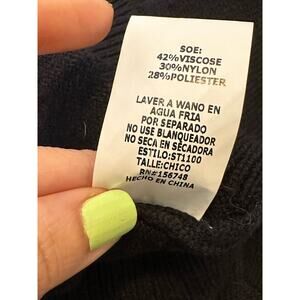 SOE:
42%VISCOSE
30%NYLON
28%POLIESTER
LAVER A WANO EN
AGUA FRIA
POR SEPARADO
NO USE BLANQUEADOR
NO SECA EN SECADORA
ESTILO:ST1100
TALLE:CHICO
RN#156748
HECHO EN CHINA